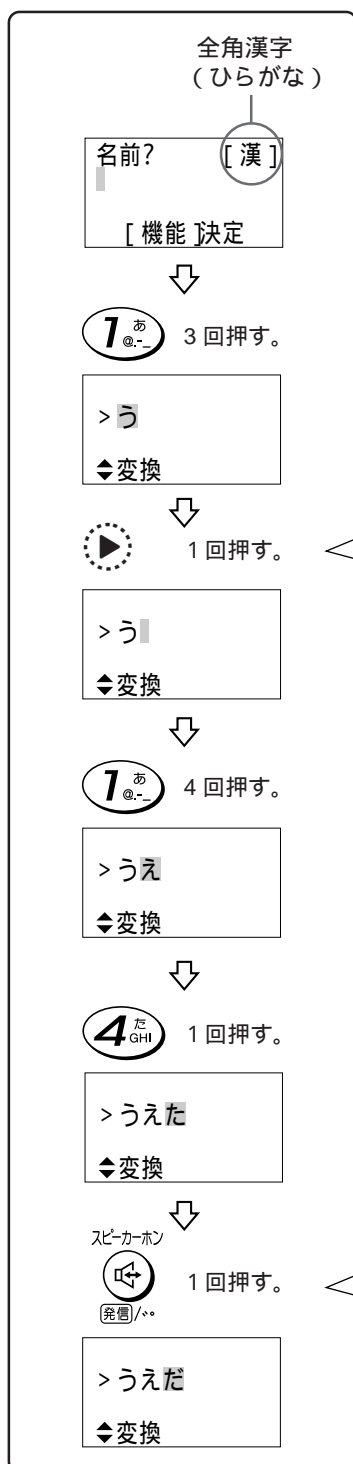 全角漢字
（ひらがな）
名前? [漢]
[機能]決定
1 あ @.-_ 3回押す。
>う
変換
1回押す。
>う
変換
1 あ @.-_ 4回押す。
>うえ
変換
4 た GHI 1回押す。
>うえた
変換
スピーカーホン
1回押す。
発信/゛゜
>うえだ
変換